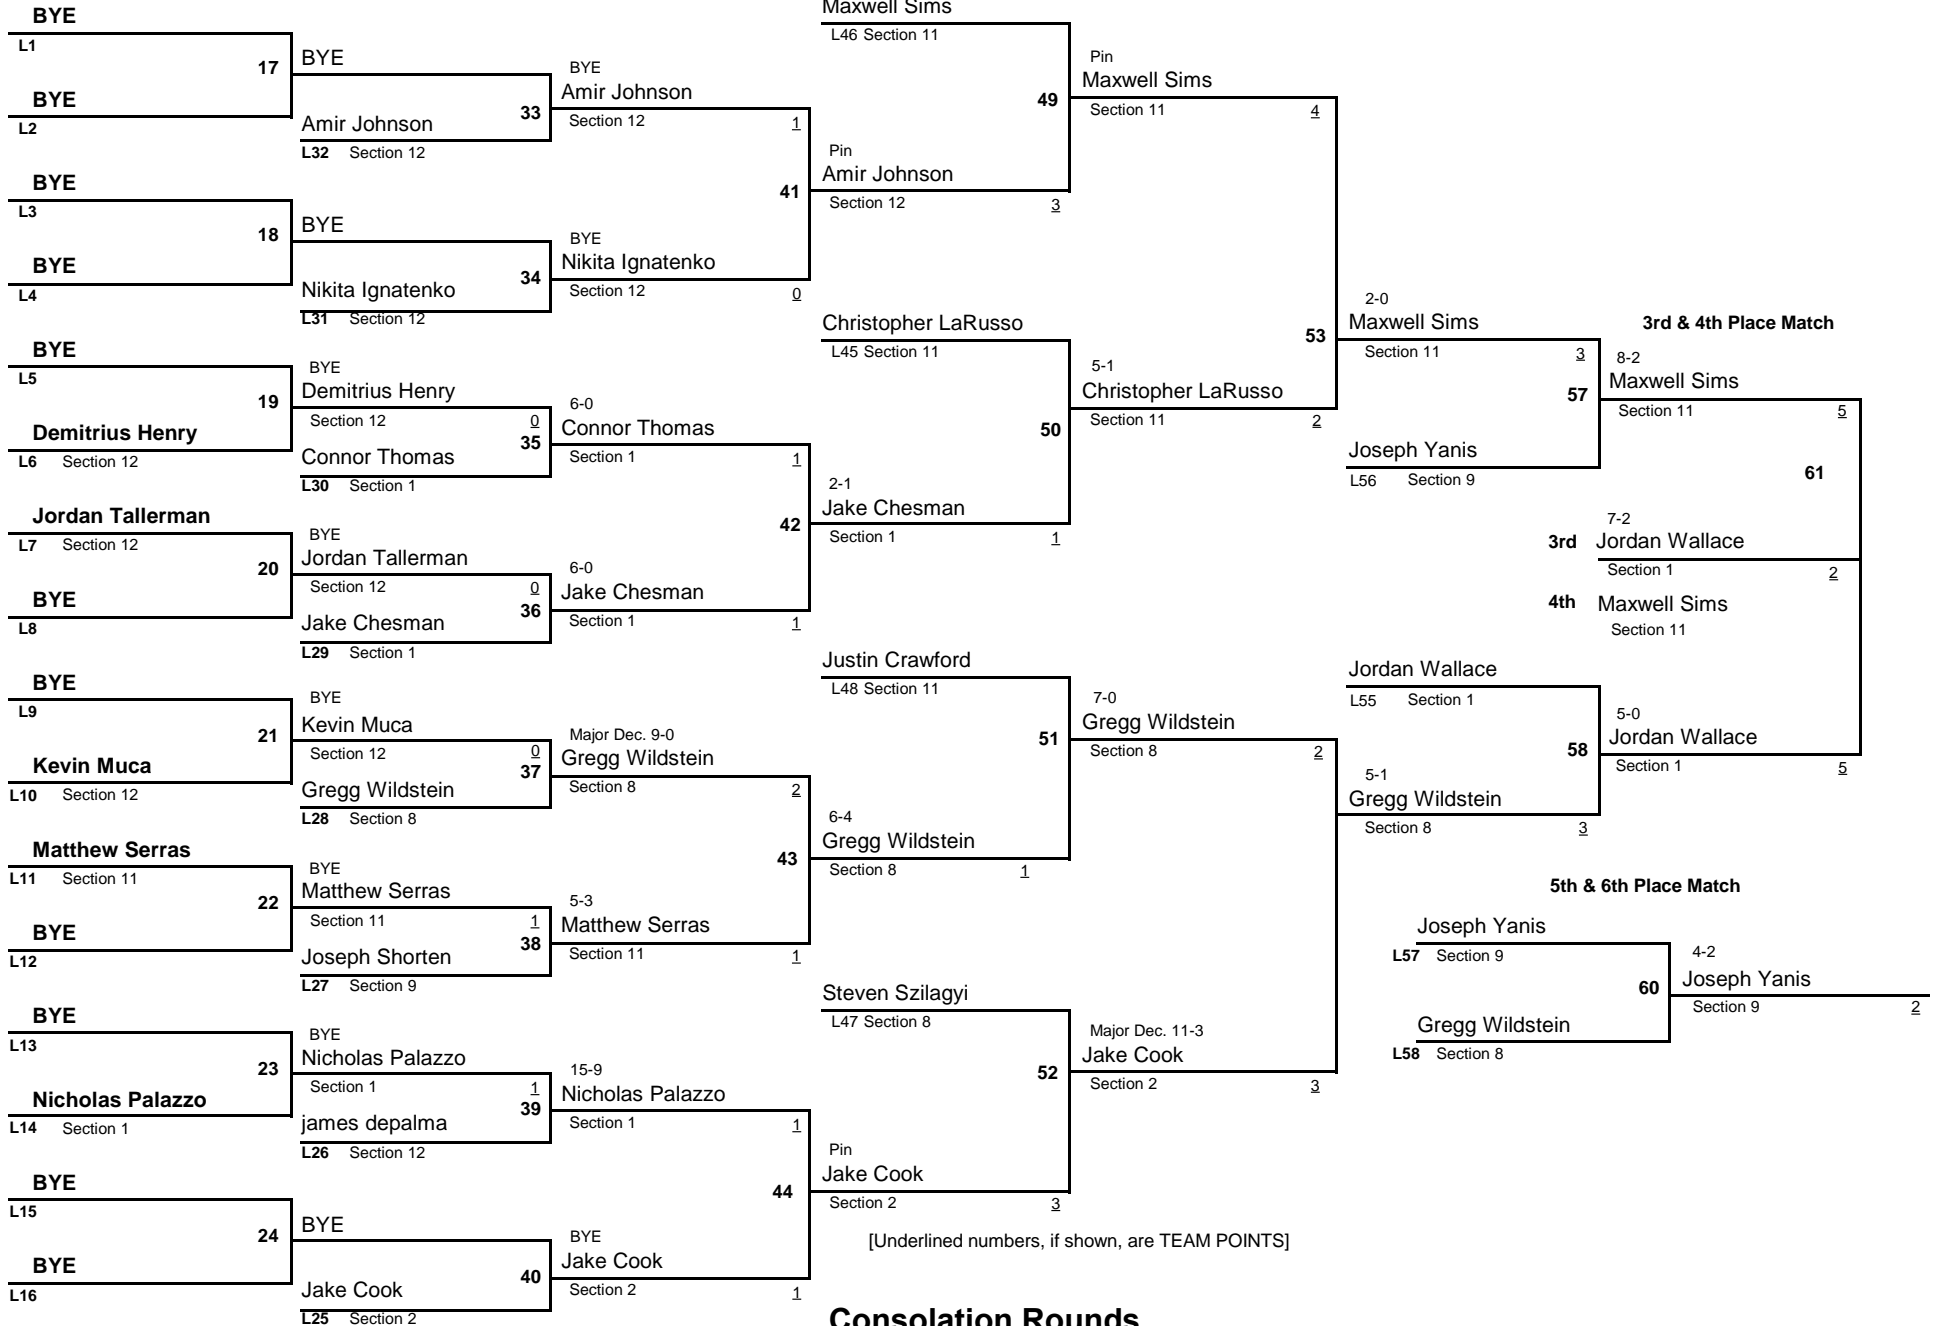 BYE
L1
17
BYE
L2
BYE
L3
18
BYE
L4
BYE
L5
19
Demitrius Henry
L6 Section 12
Jordan Tallerman
L7 Section 12
20
BYE
L8
BYE
L9
21
Kevin Muca
L10 Section 12
Matthew Serras
L11 Section 11
22
BYE
L12
BYE
L13
23
Nicholas Palazzo
L14 Section 1
BYE
L15
24
BYE
L16
BYE
33
Amir Johnson
L32 Section 12
BYE
34
Nikita Ignatenko
L31 Section 12
BYE
Demitrius Henry
Section 12 0
35
Connor Thomas
L30 Section 1
BYE
Jordan Tallerman
Section 12 0
36
Jake Chesman
L29 Section 1
BYE
Kevin Muca
Section 12 0
37
Gregg Wildstein
L28 Section 8
BYE
Matthew Serras
Section 11 1
38
Joseph Shorten
L27 Section 9
BYE
Nicholas Palazzo
Section 1 1
39
james depalma
L26 Section 12
BYE
40
Jake Cook
L25 Section 2
BYE
Amir Johnson
Section 12 1
41
BYE
Nikita Ignatenko
Section 12 0
6-0
Connor Thomas
Section 1 1
42
6-0
Jake Chesman
Section 1 1
Major Dec. 9-0
Gregg Wildstein
Section 8 2
43
5-3
Matthew Serras
Section 11 1
15-9
Nicholas Palazzo
Section 1 1
44
BYE
Jake Cook
Section 2 1
Maxwell Sims
L46 Section 11
49
Pin
Amir Johnson
Section 12 3
Christopher LaRusso
L45 Section 11
50
2-1
Jake Chesman
Section 1 1
Justin Crawford
L48 Section 11
51
6-4
Gregg Wildstein
Section 8 1
Steven Szilagyi
L47 Section 8
52
Pin
Jake Cook
Section 2 3
[Underlined numbers, if shown, are TEAM POINTS]
Consolation Rounds
Pin
Maxwell Sims
Section 11 4
53
5-1
Christopher LaRusso
Section 11 2
7-0
Gregg Wildstein
Section 8 2
Major Dec. 11-3
Jake Cook
Section 2 3
2-0
Maxwell Sims
Section 11 3
57
Joseph Yanis
L56 Section 9
Jordan Wallace
L55 Section 1
58
5-1
Gregg Wildstein
Section 8 3
3rd & 4th Place Match
8-2
Maxwell Sims
Section 11 5
61
7-2
3rd Jordan Wallace
Section 1 2
4th Maxwell Sims
Section 11
5-0
Jordan Wallace
Section 1 5
5th & 6th Place Match
Joseph Yanis
L57 Section 9
60
Gregg Wildstein
L58 Section 8
4-2
Joseph Yanis
Section 9 2